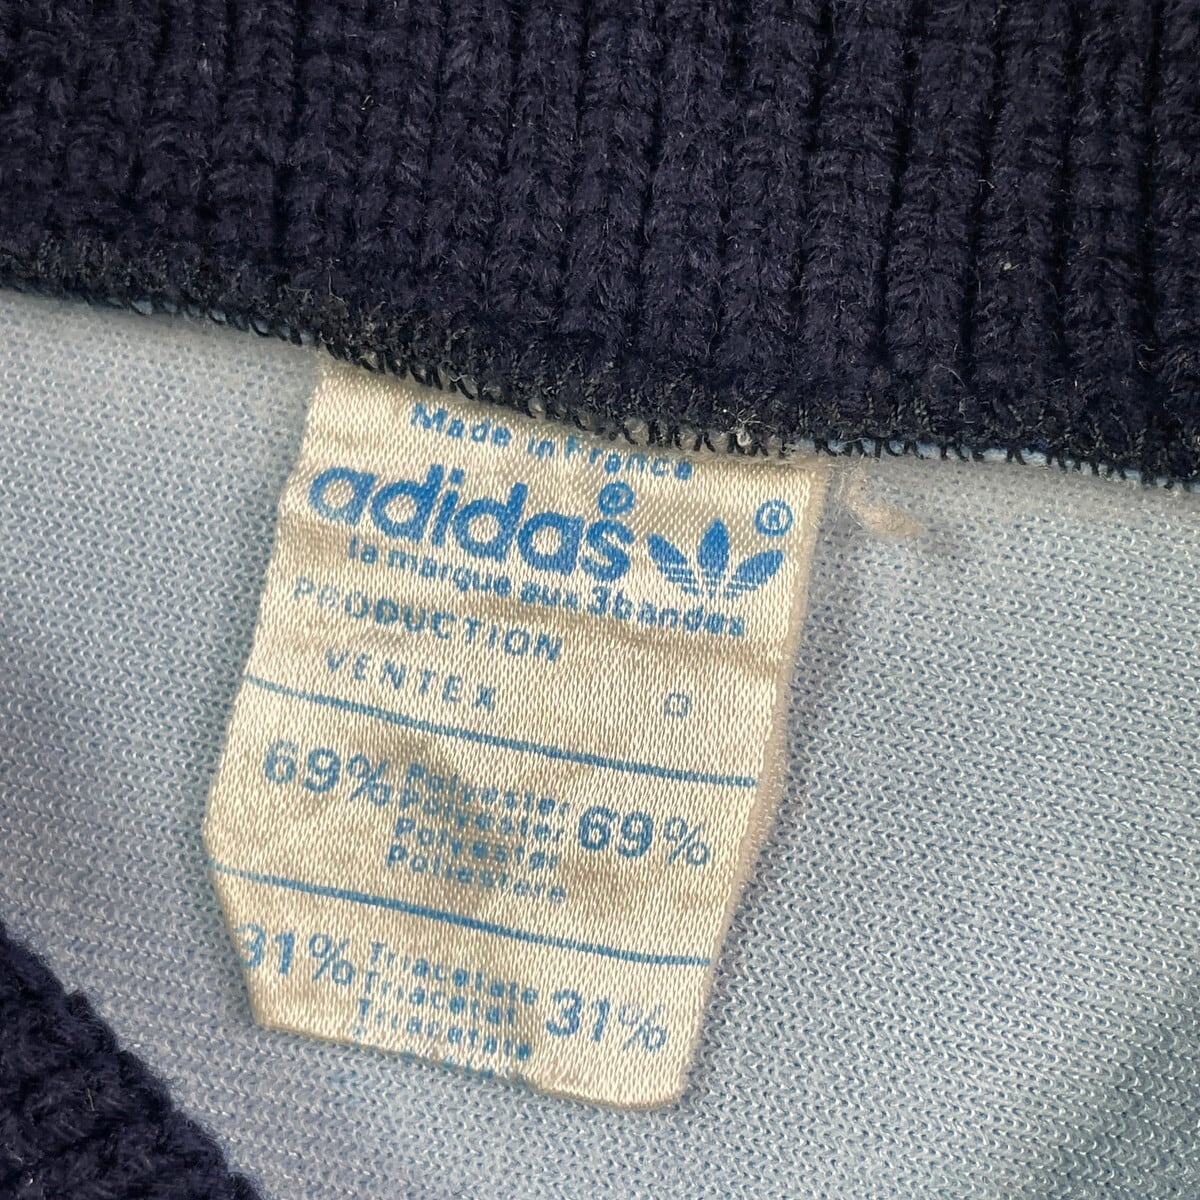 Made in France
adidas®
®
la marque aux 3 bandes
PRODUCTION
VENTEX
69% Polyester 69%
Polyester
Polyester
Poliestere
31% Triacetate 31%
Triacetat
Triacetate